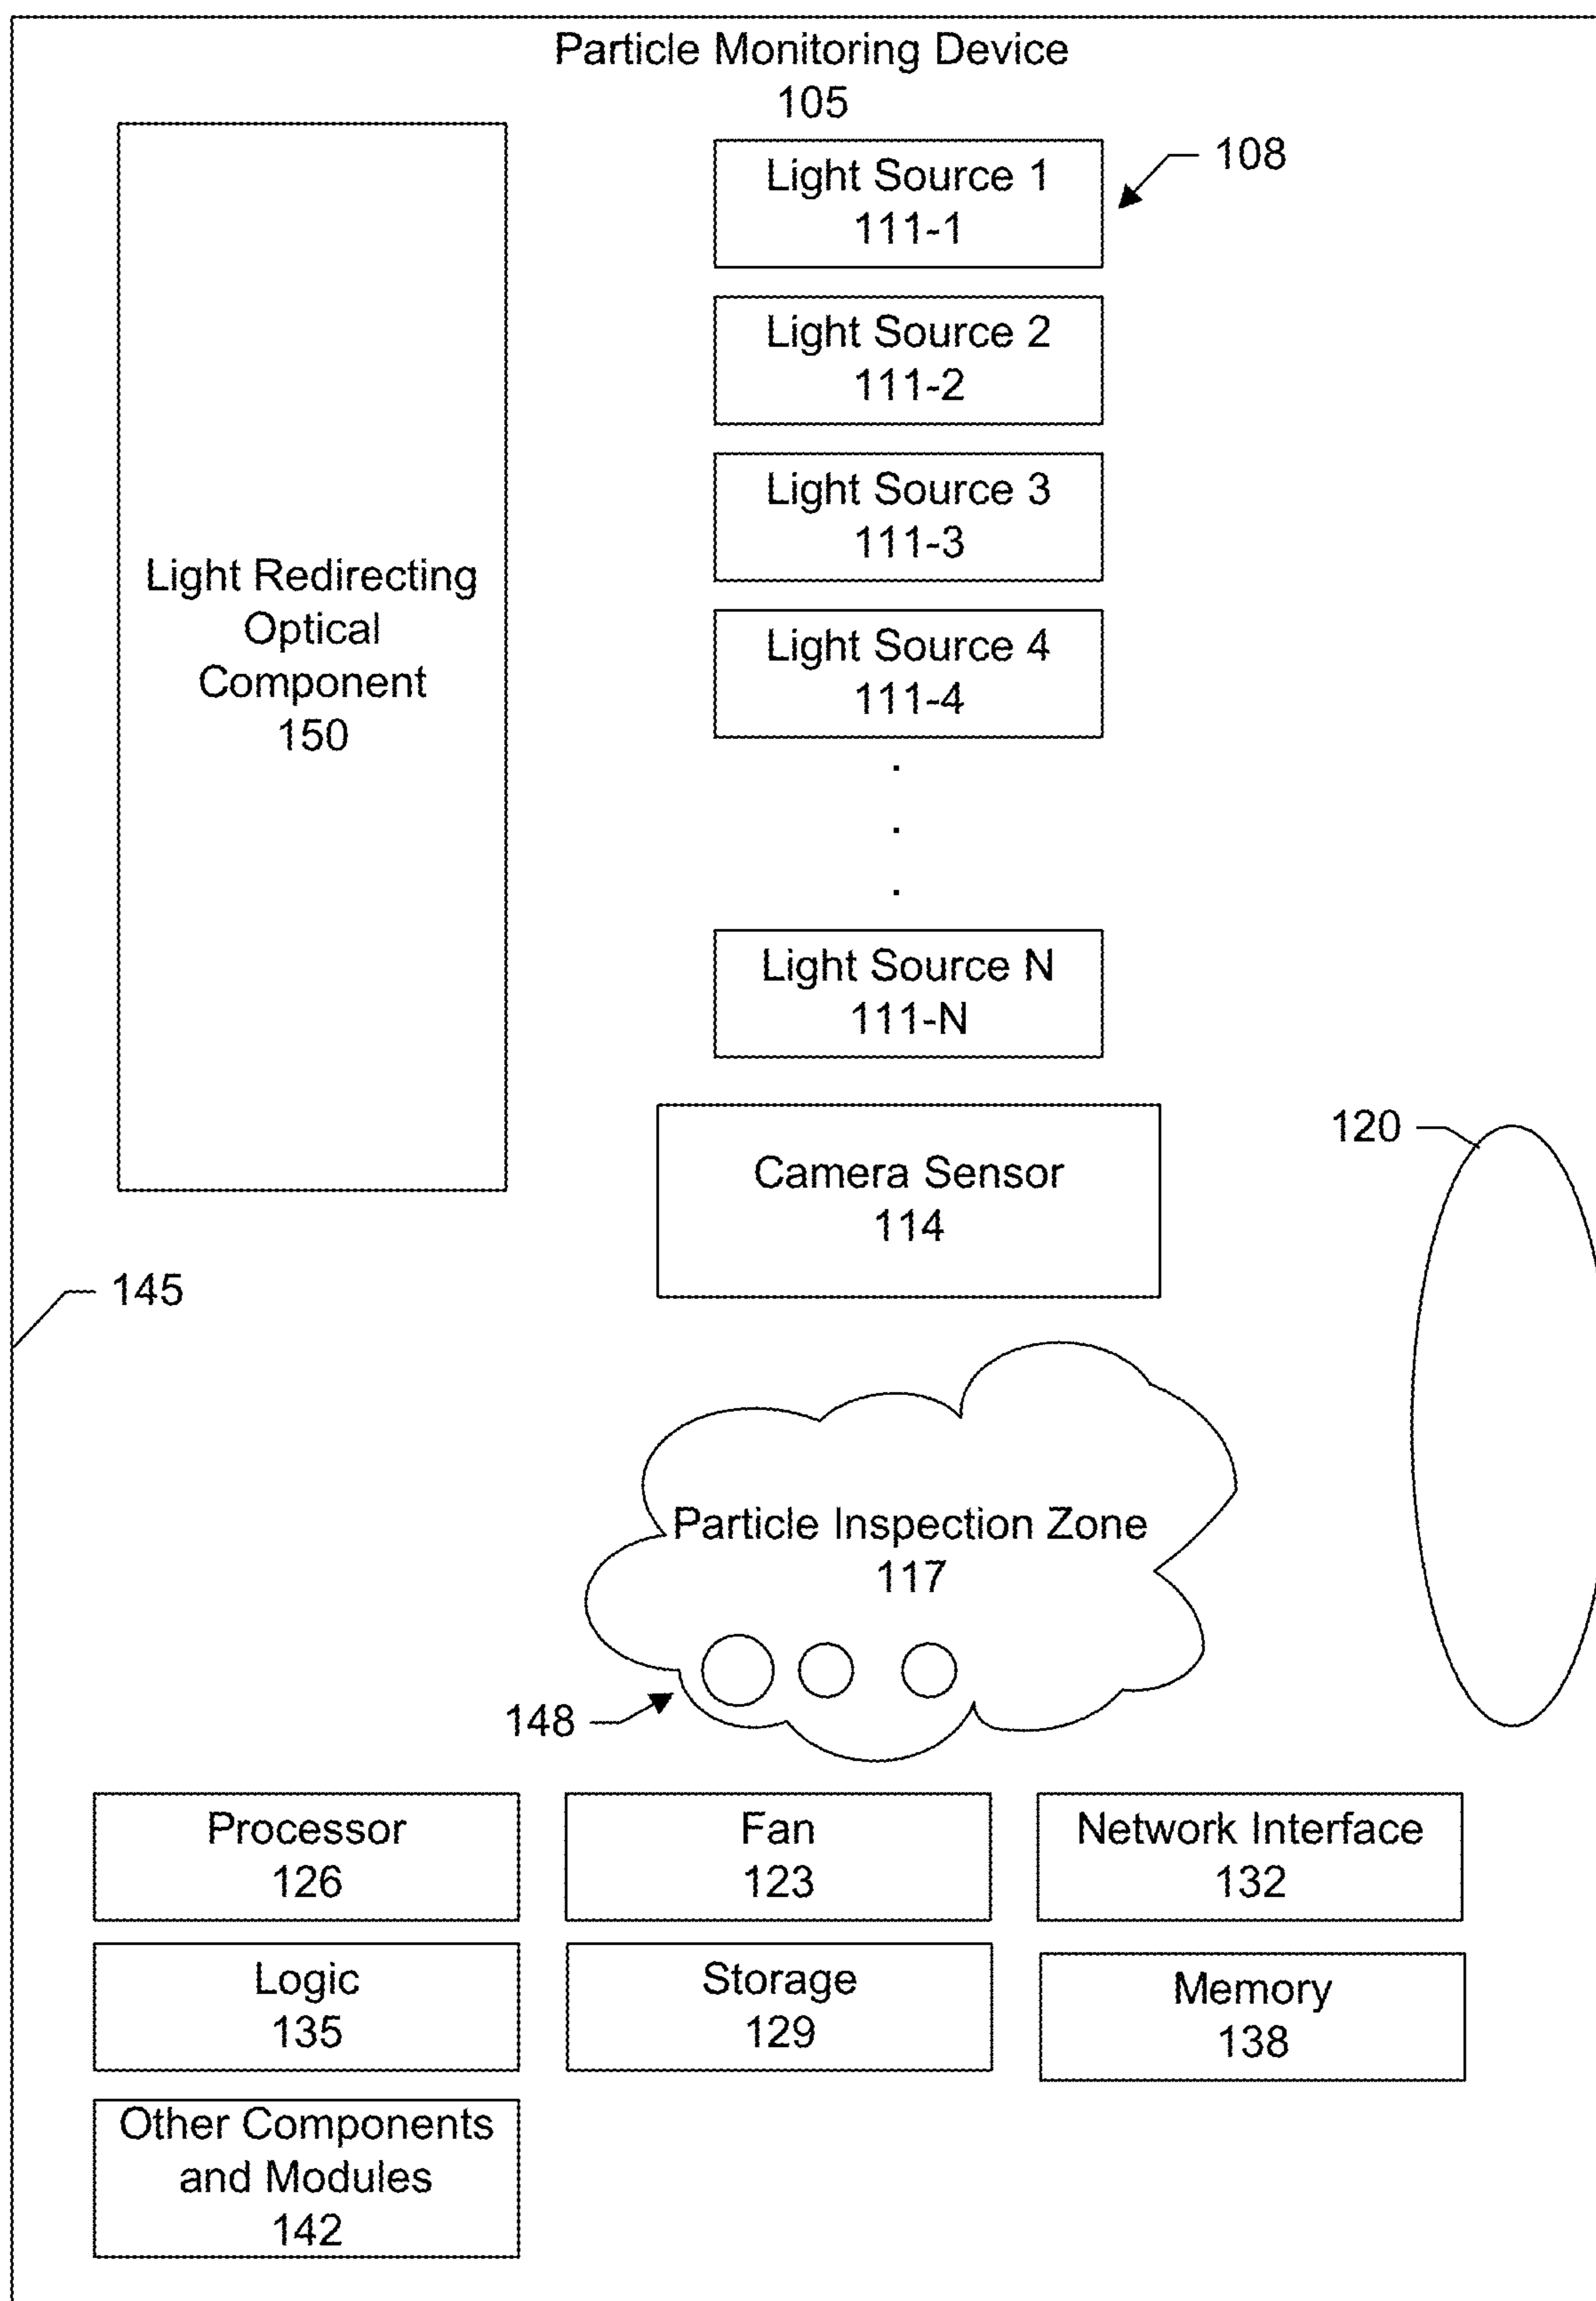 Particle Monitoring Device
105
Light Source 1
111-1
108
Light Source 2
111-2
Light Source 3
111-3
Light Redirecting
Optical
Component
150
Light Source 4
111-4
.
.
.
Light Source N
111-N
Camera Sensor
114
120
145
Particle Inspection Zone
117
148
Processor
126
Fan
123
Network Interface
132
Logic
135
Storage
129
Memory
138
Other Components
and Modules
142